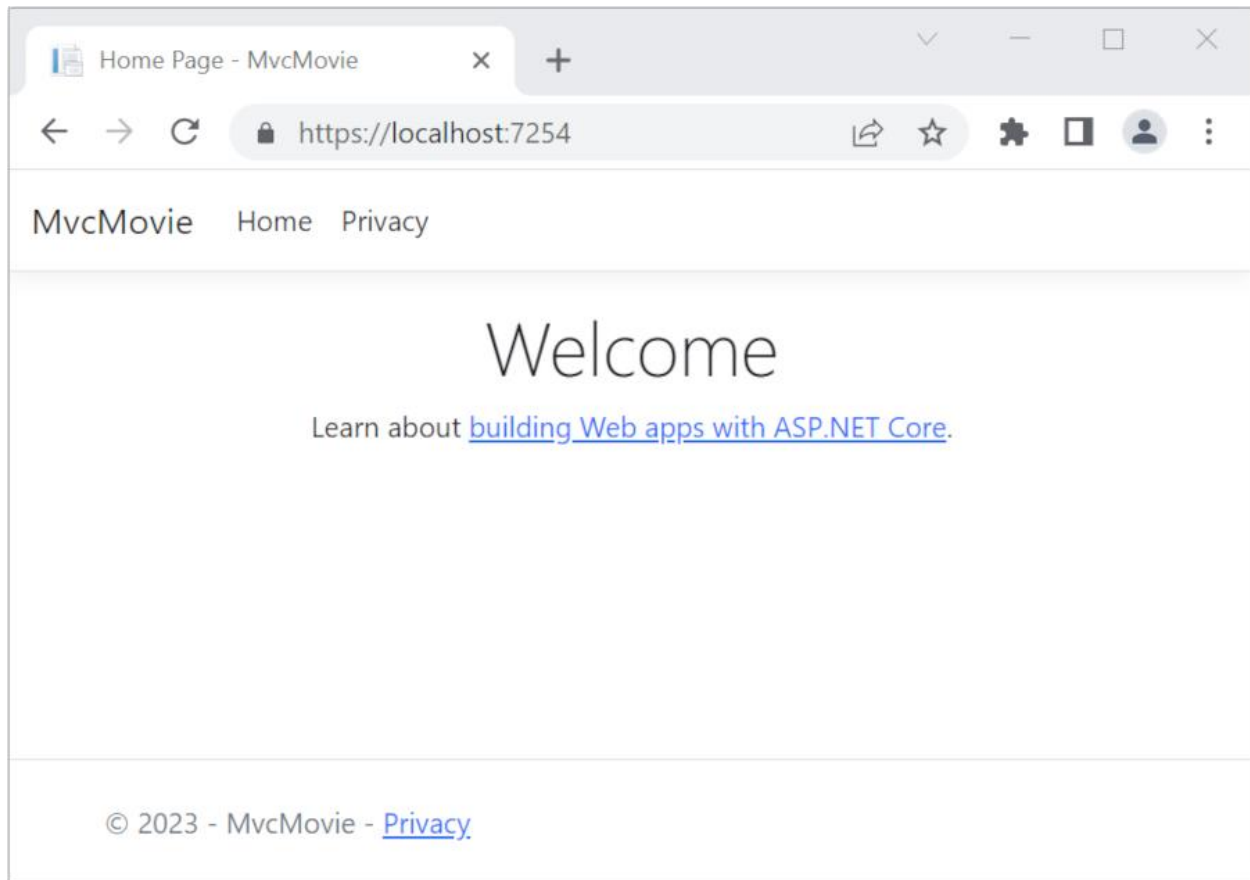 Home Page - MvcMovie
https://localhost:7254
MvcMovie Home Privacy
Welcome
Learn about building Web apps with ASP.NET Core.
© 2023 - MvcMovie - Privacy